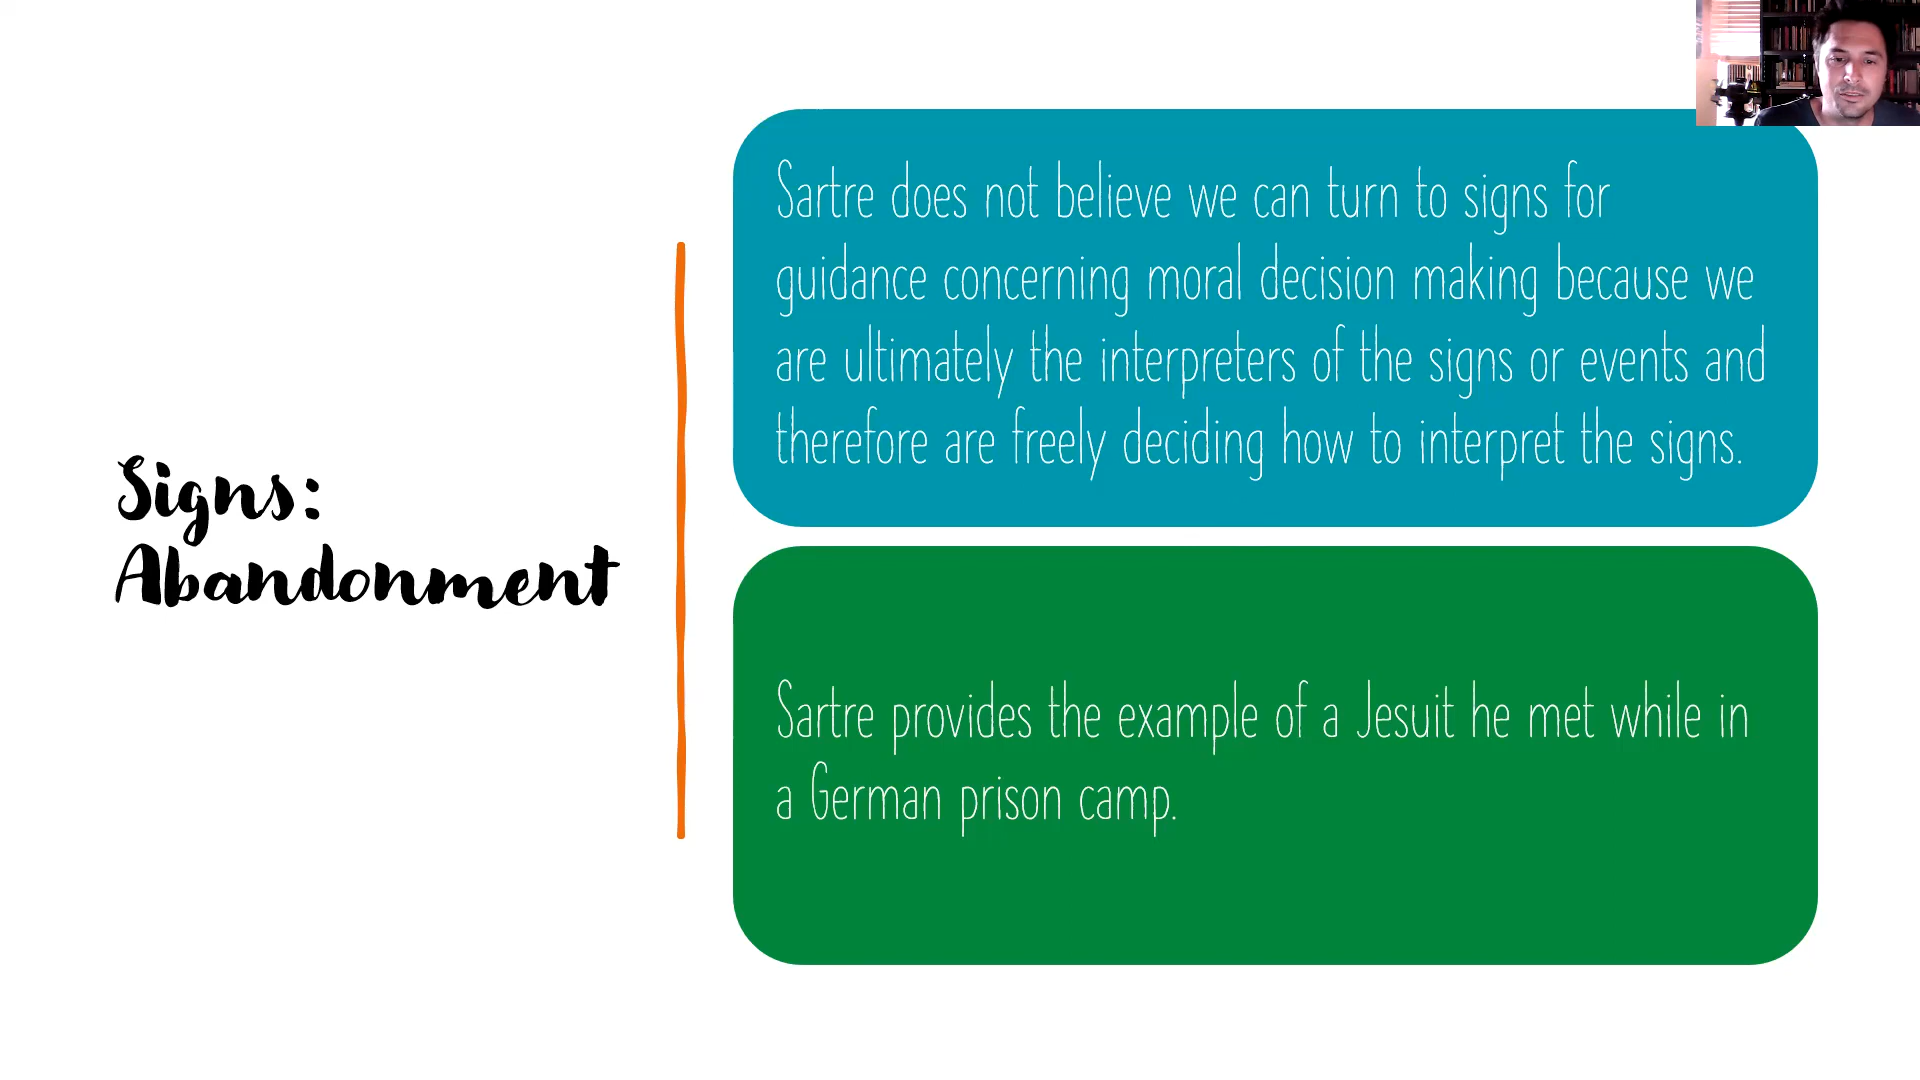 Signs:
Abandonment
Sartre does not believe we can turn to signs for
guidance concerning moral decision making because we
are ultimately the interpreters of the signs or events and
therefore are freely deciding how to interpret the signs.
Sartre provides the example of a Jesuit he met while in
a German prison camp.